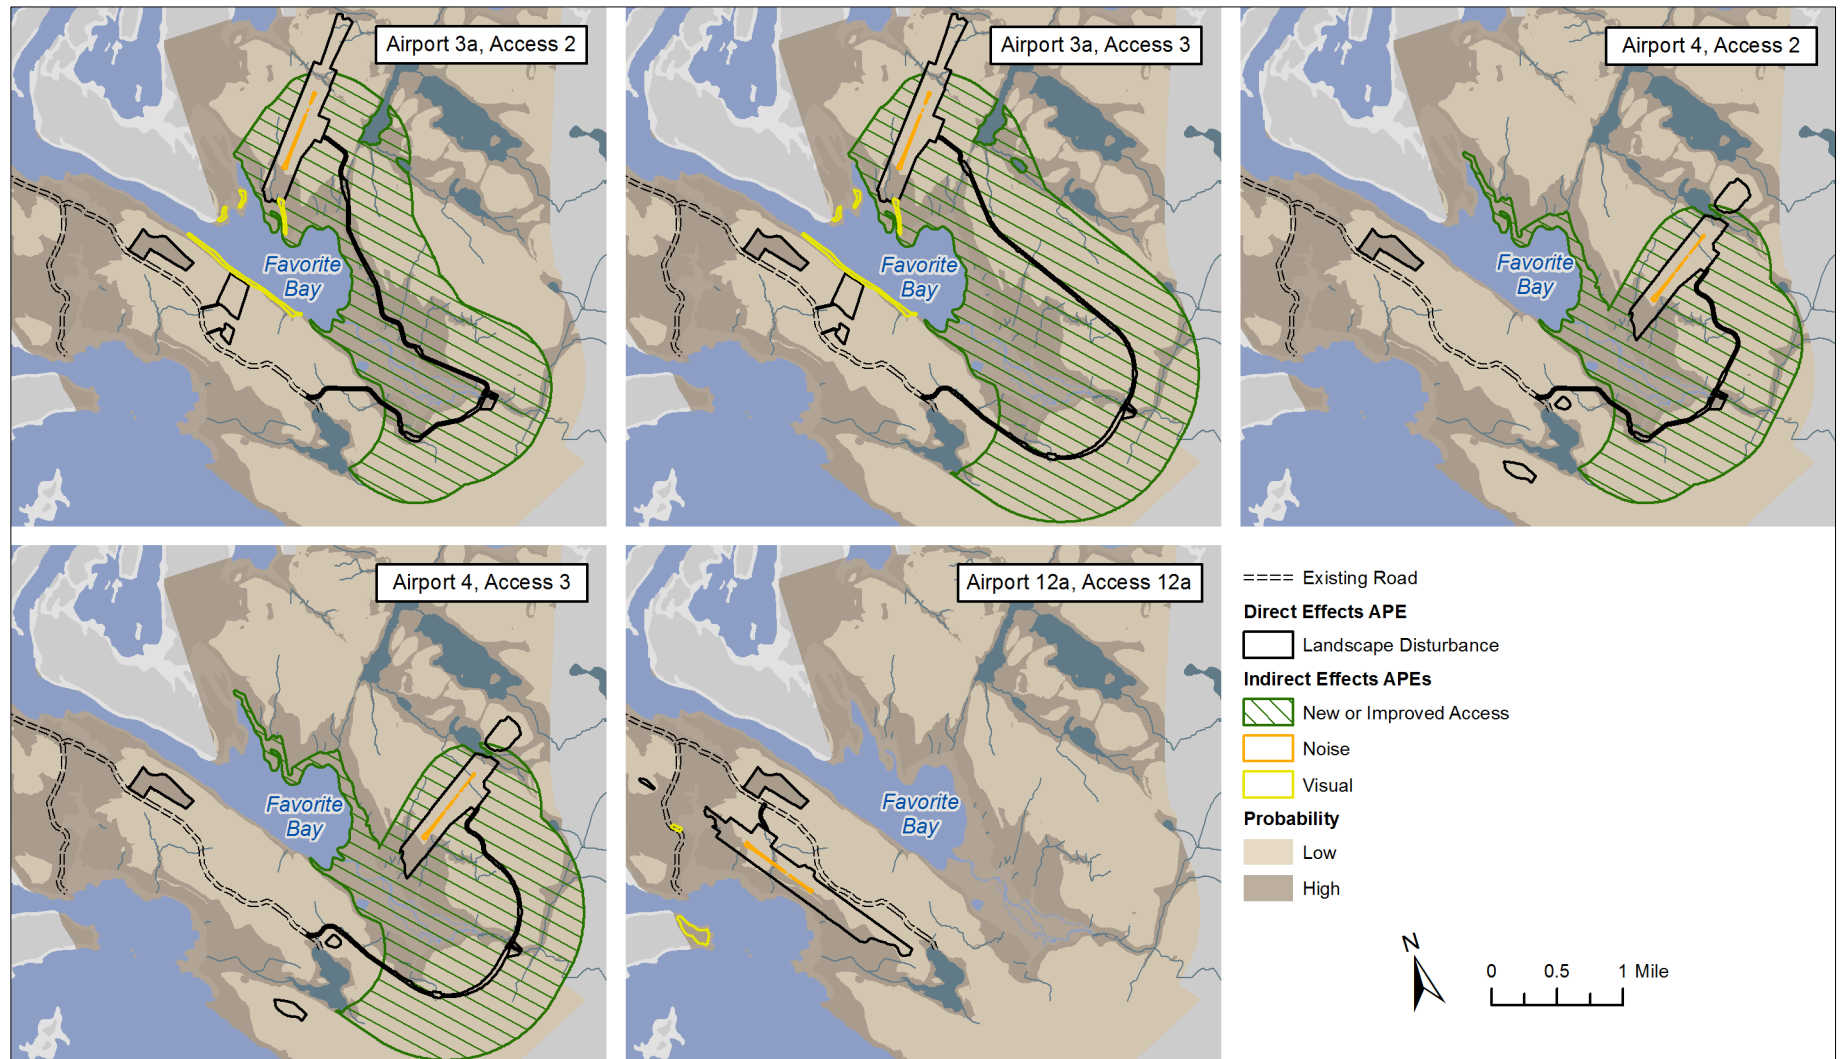 Airport 3a, Access 2
Airport 3a, Access 3
Airport 4, Access 2
Favorite
Bay
Favorite
Bay
Favorite
Bay
Airport 4, Access 3
Airport 12a, Access 12a
Favorite
Bay
Favorite
Bay
Existing Road
Direct Effects APE
Landscape Disturbance
Indirect Effects APEs
New or Improved Access
Noise
Visual
Probability
Low
High
N
0 0.5 1 Mile